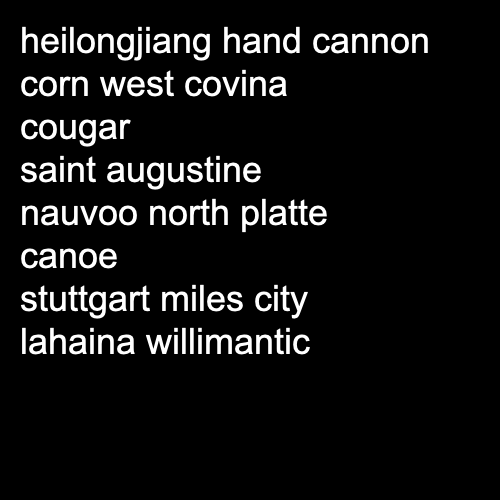 heilongjiang hand cannon
corn west covina
cougar
saint augustine
nauvoo north platte
canoe
stuttgart miles city
lahaina willimantic